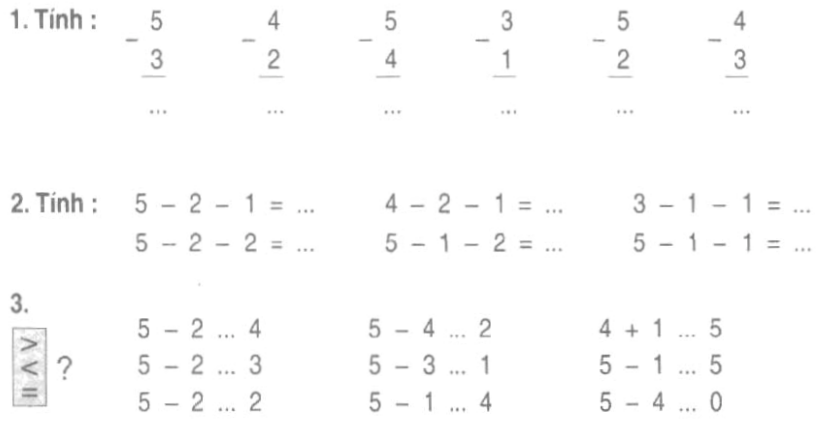 1. Tính : 5 4 5 3 5 4
− − − − − −
3 2 4 1 2 3
... ... ... ... ... ...
2. Tính : 5 − 2 − 1 = ... 4 − 2 − 1 = ... 3 − 1 − 1 = ...
5 − 2 − 2 = ... 5 − 1 − 2 = ... 5 − 1 − 1 = ...
3.
> < = ?
5 − 2 ... 4 5 − 4 ... 2 4 + 1 ... 5
5 − 2 ... 3 5 − 3 ... 1 5 − 1 ... 5
5 − 2 ... 2 5 − 1 ... 4 5 − 4 ... 0